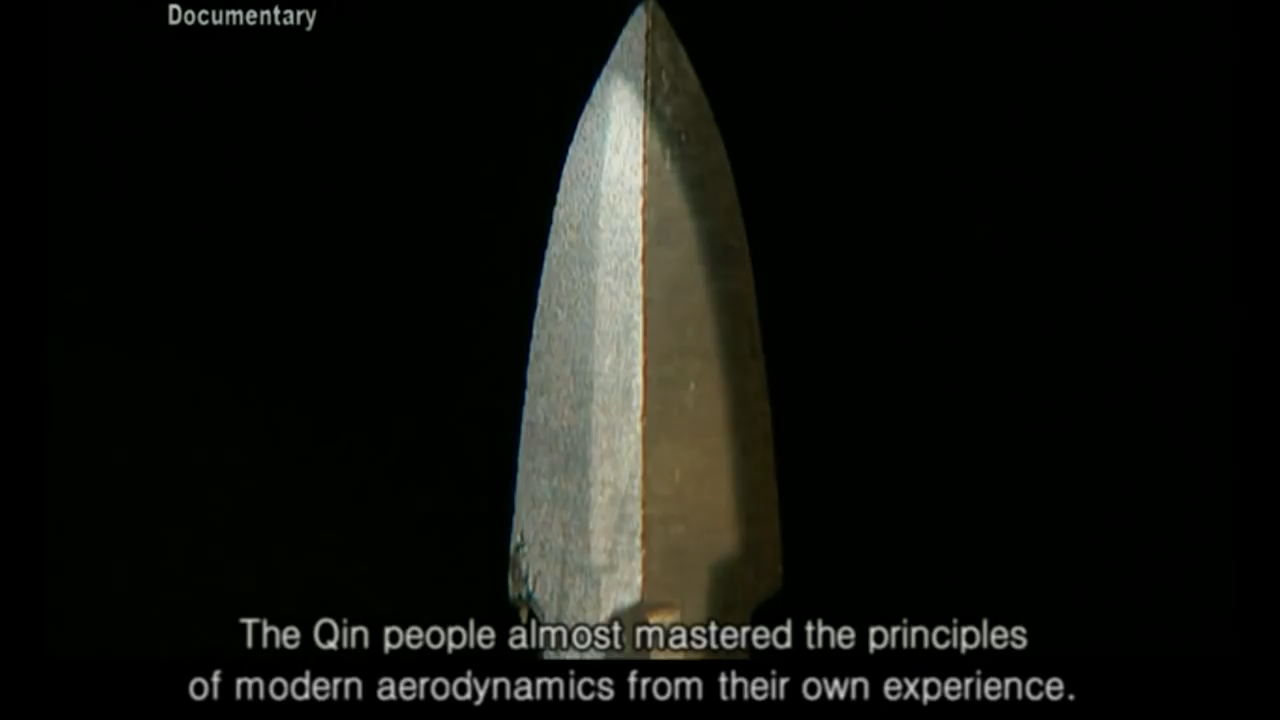 Documentary
The Qin people almost mastered the principles
of modern aerodynamics from their own experience.